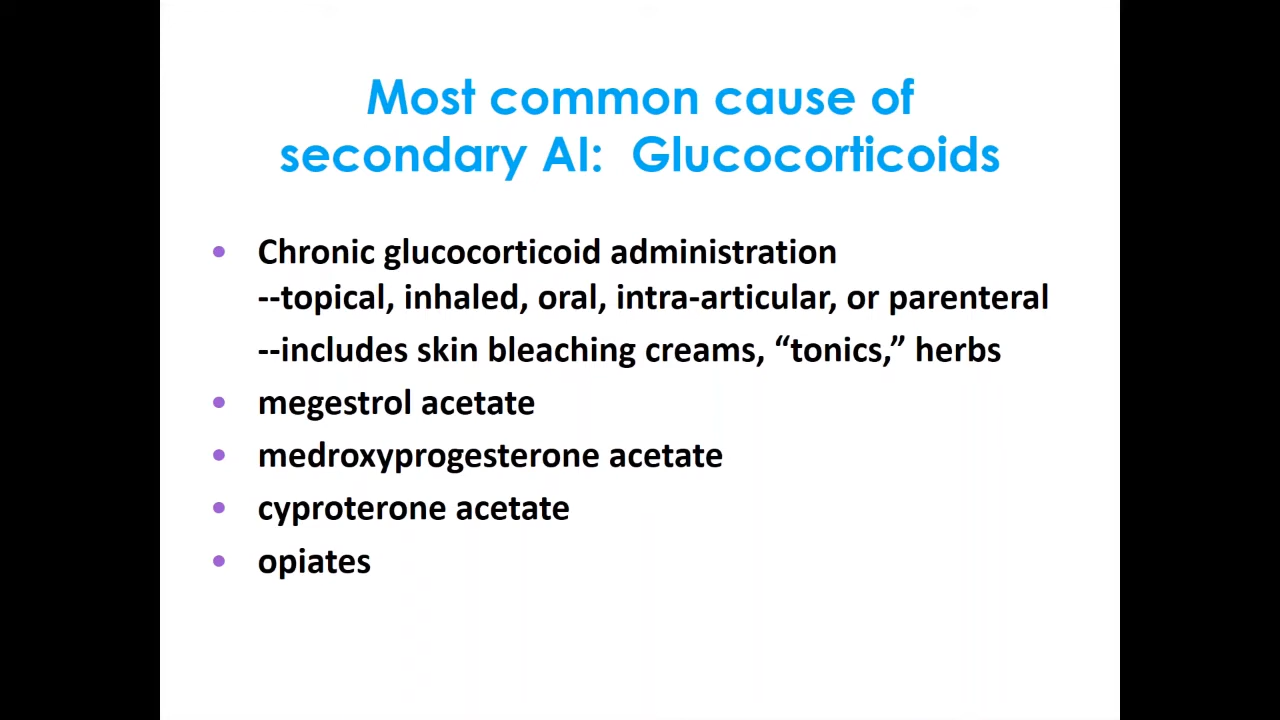 Most common cause of
secondary AI:  Glucocorticoids
• Chronic glucocorticoid administration
--topical, inhaled, oral, intra-articular, or parenteral
--includes skin bleaching creams, “tonics,” herbs
• megestrol acetate
• medroxyprogesterone acetate
• cyproterone acetate
• opiates